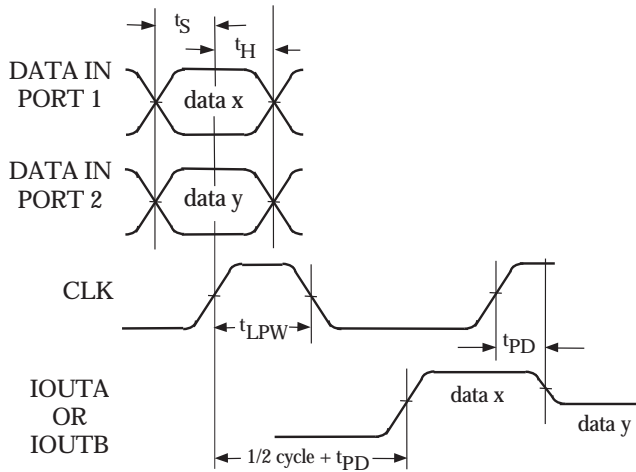 tS
tH
DATA IN
PORT 1
data x
DATA IN
PORT 2
data y
CLK
tLPW
tPD
IOUTA
OR
IOUTB
data x
data y
1/2 cycle + tPD